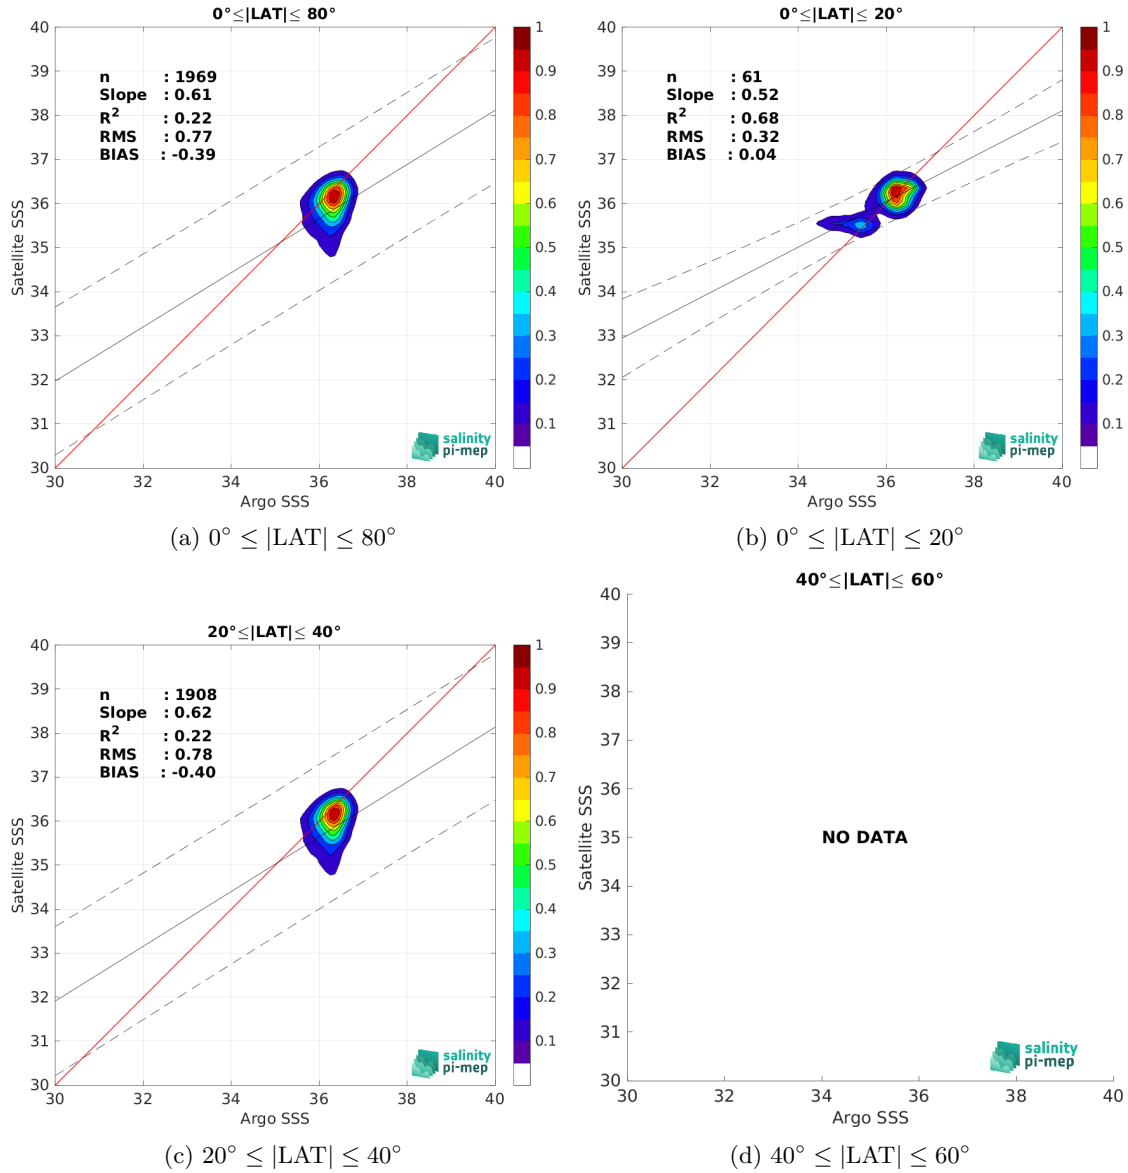 0°≤|LAT|≤ 80°
40
39
38
37
36
35
34
33
32
31
30
Satellite SSS
n : 1969
Slope : 0.61
R² : 0.22
RMS : 0.77
BIAS : -0.39
salinity
pi-mep
30 32 34 36 38 40
Argo SSS
1
0.9
0.8
0.7
0.6
0.5
0.4
0.3
0.2
0.1
(a) 0° ≤ |LAT| ≤ 80°
0°≤|LAT|≤ 20°
40
39
38
37
36
35
34
33
32
31
30
Satellite SSS
n : 61
Slope : 0.52
R² : 0.68
RMS : 0.32
BIAS : 0.04
salinity
pi-mep
30 32 34 36 38 40
Argo SSS
1
0.9
0.8
0.7
0.6
0.5
0.4
0.3
0.2
0.1
(b) 0° ≤ |LAT| ≤ 20°
20°≤|LAT|≤ 40°
40
39
38
37
36
35
34
33
32
31
30
Satellite SSS
n : 1908
Slope : 0.62
R² : 0.22
RMS : 0.78
BIAS : -0.40
salinity
pi-mep
30 32 34 36 38 40
Argo SSS
1
0.9
0.8
0.7
0.6
0.5
0.4
0.3
0.2
0.1
(c) 20° ≤ |LAT| ≤ 40°
40°≤|LAT|≤ 60°
40
39
38
37
36
35
34
33
32
31
30
Satellite SSS
NO DATA
salinity
pi-mep
30 32 34 36 38 40
Argo SSS
(d) 40° ≤ |LAT| ≤ 60°